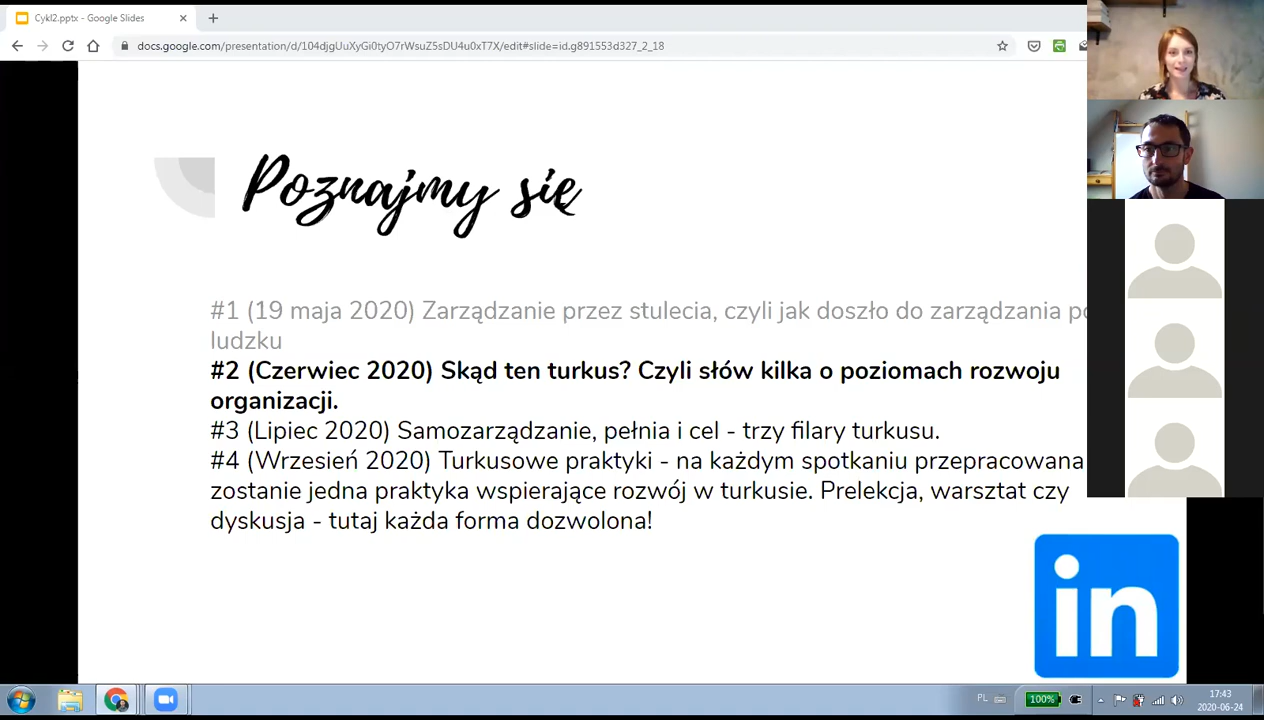 Cykl2.pptx - Google Slides
docs.google.com/presentation/d/104djgUuXyGi0tyO7rWsuZ5sDU4u0xT7X/edit#slide=id.g891553d327_2_18
Poznajmy się
#1 (19 maja 2020) Zarządzanie przez stulecia, czyli jak doszło do zarządzania po
ludzku
#2 (Czerwiec 2020) Skąd ten turkus? Czyli słów kilka o poziomach rozwoju
organizacji.
#3 (Lipiec 2020) Samozarządzanie, pełnia i cel - trzy filary turkusu.
#4 (Wrzesień 2020) Turkusowe praktyki - na każdym spotkaniu przepracowana
zostanie jedna praktyka wspierające rozwój w turkusie. Prelekcja, warsztat czy
dyskusja - tutaj każda forma dozwolona!
in
PL
100%
17:43
2020-06-24